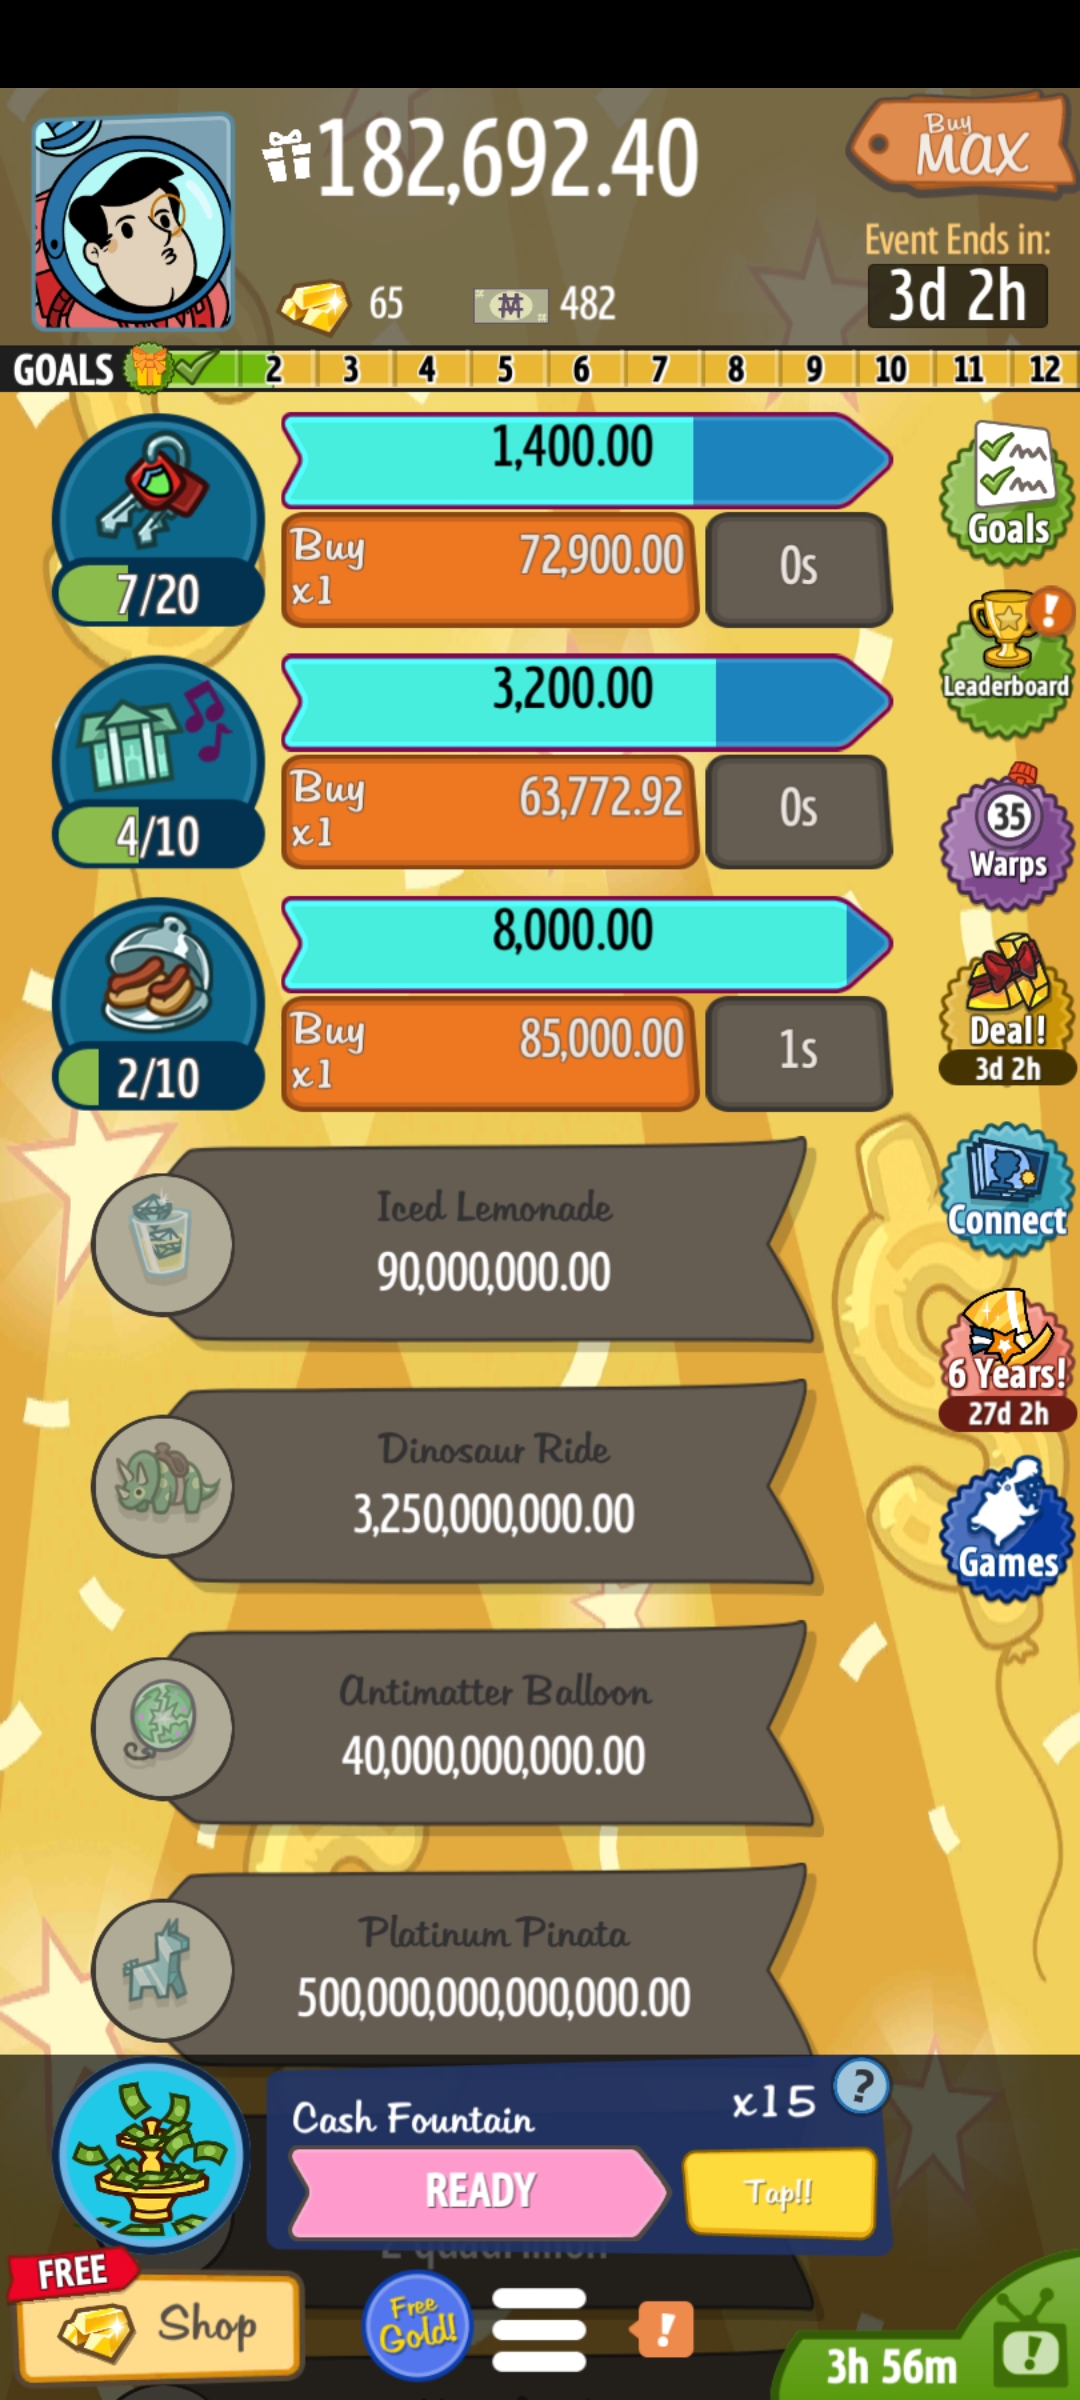 182,692.40
Buy
MAX
65
482
Event Ends in:
3d 2h
GOALS 2 3 4 5 6 7 8 9 10 11 12
1,400.00
Buy
x1
72,900.00
0s
7/20
Goals
3,200.00
Buy
x1
63,772.92
0s
4/10
Leaderboard
!
8,000.00
Buy
x1
85,000.00
1s
2/10
35
Warps
Deal!
3d 2h
Iced Lemonade
90,000,000.00
Connect
Dinosaur Ride
3,250,000,000.00
6 Years!
27d 2h
Games
Antimatter Balloon
40,000,000,000.00
Platinum Pinata
500,000,000,000,000.00
Cash Fountain
x15
?
READY
Tap!!
FREE
Shop
Free
Gold!
!
3h 56m
!